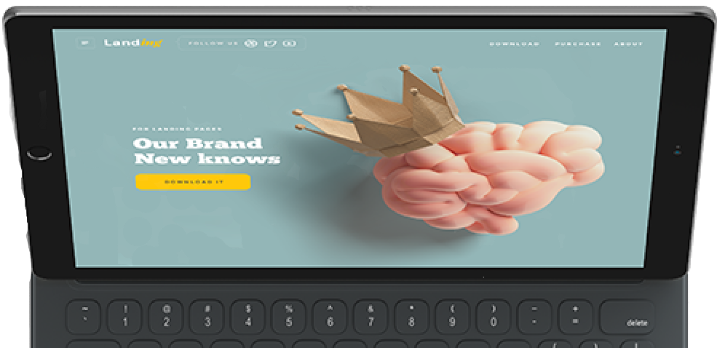 Landing
FOLLOW US
DOWNLOAD PURCHASE ABOUT
FOR LANDING PAGES
Our Brand
New knows
DOWNLOAD IT
~ ! @ # $ % ^ & * ( ) _ +
` 1 2 3 4 5 6 7 8 9 0 - = delete